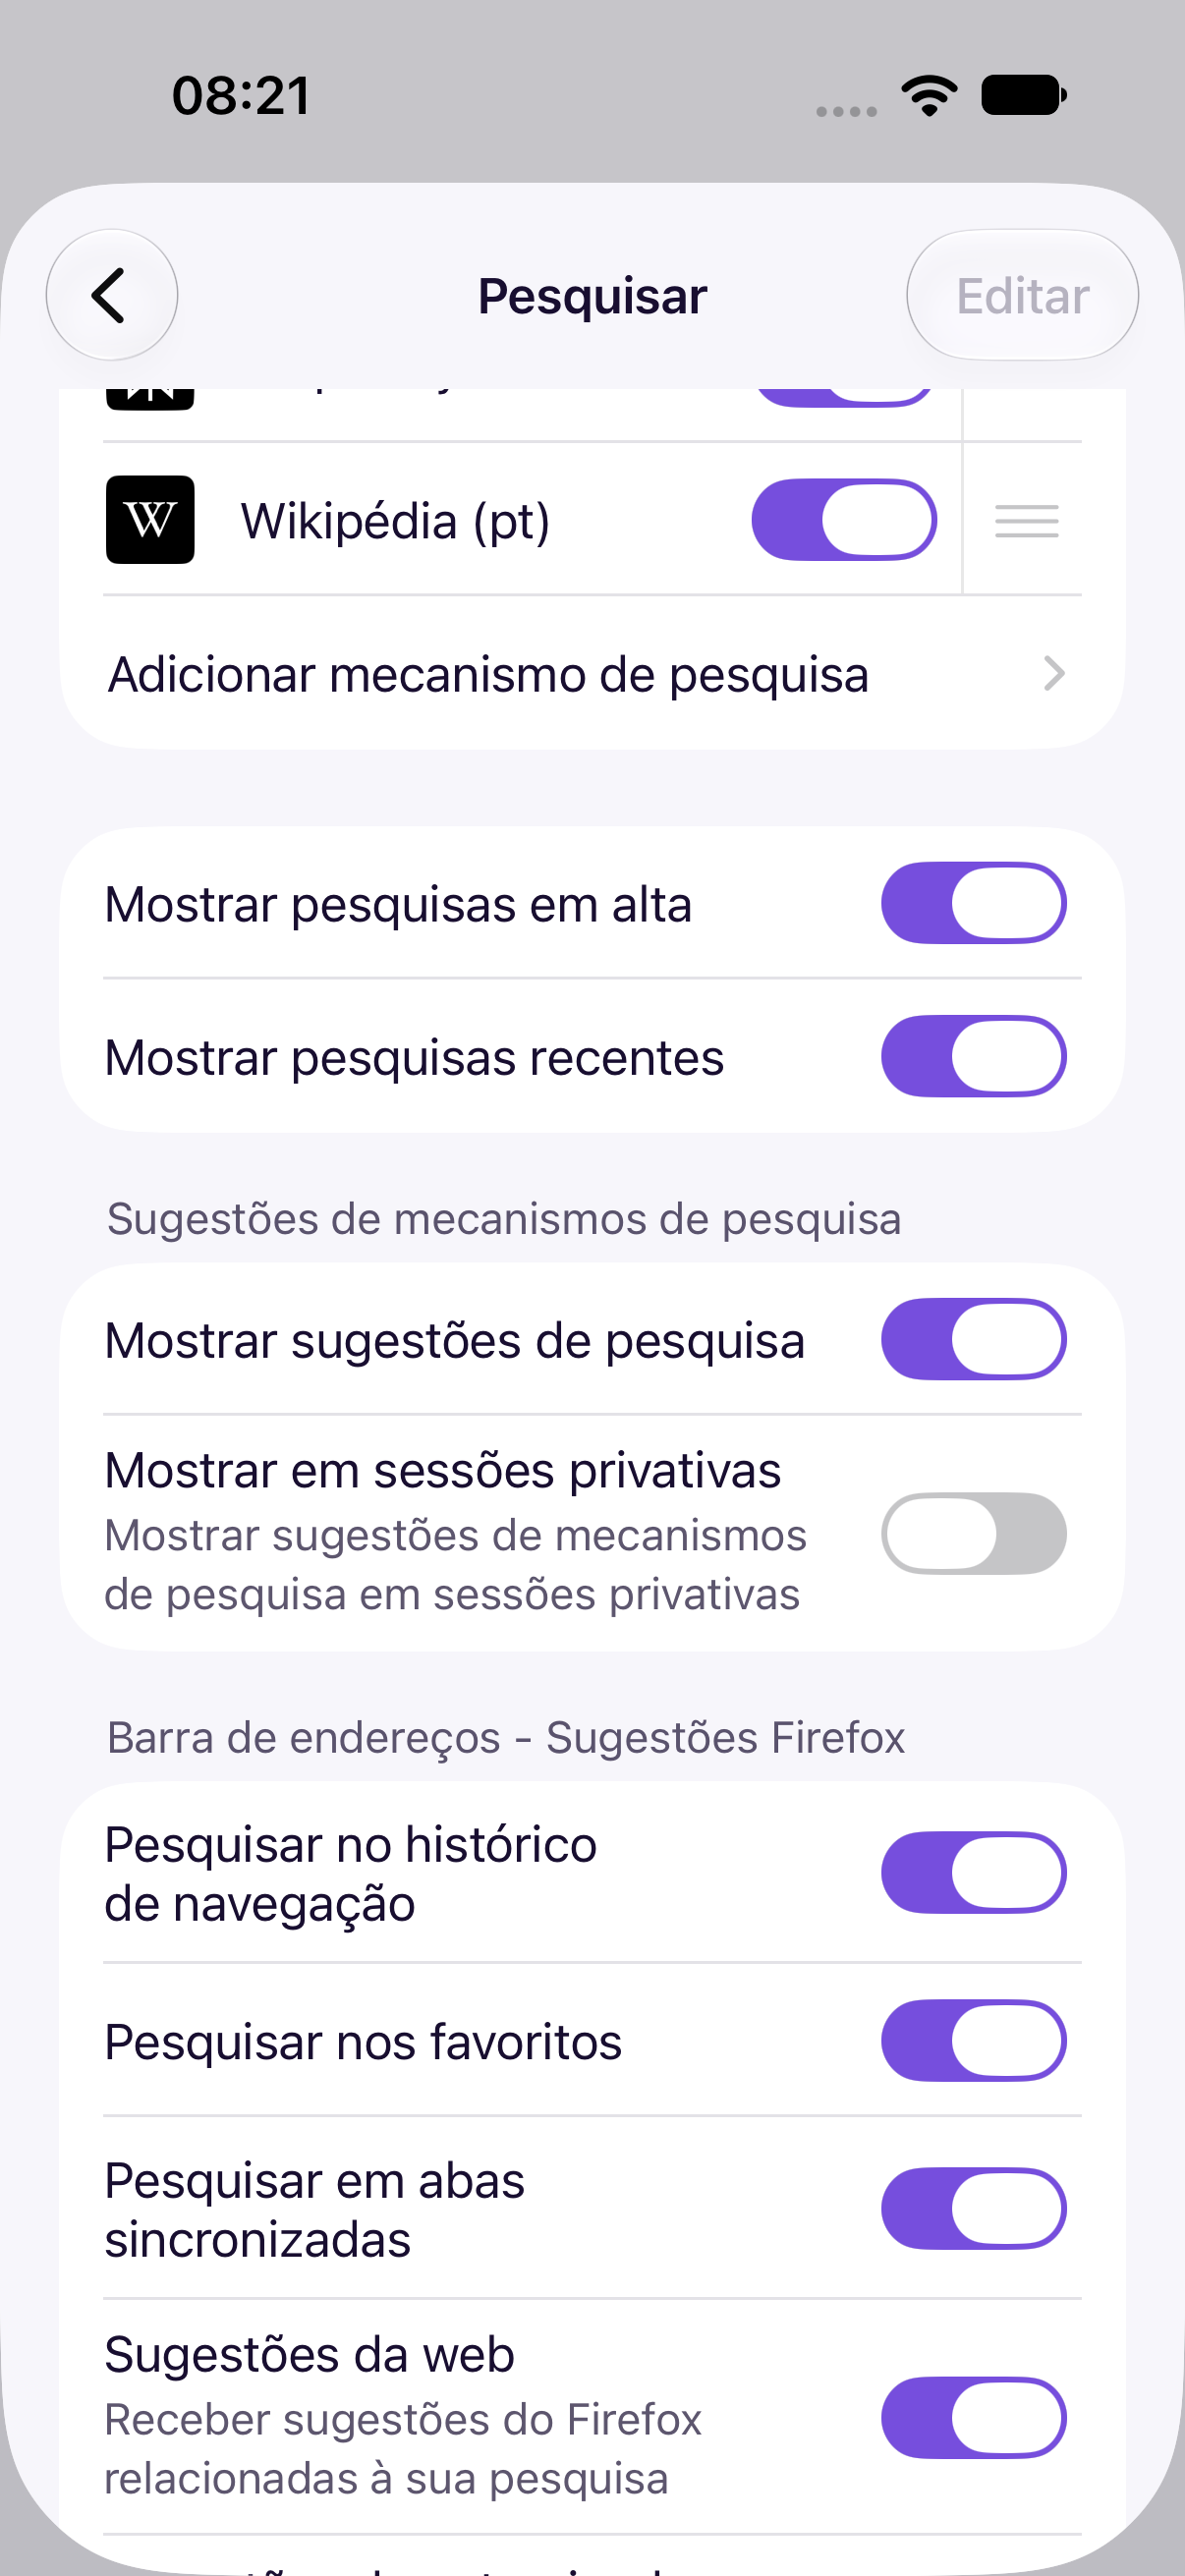 08:21
Pesquisar
Editar
W
Wikipédia (pt)
Adicionar mecanismo de pesquisa
Mostrar pesquisas em alta
Mostrar pesquisas recentes
Sugestões de mecanismos de pesquisa
Mostrar sugestões de pesquisa
Mostrar em sessões privativas
Mostrar sugestões de mecanismos
de pesquisa em sessões privativas
Barra de endereços - Sugestões Firefox
Pesquisar no histórico
de navegação
Pesquisar nos favoritos
Pesquisar em abas
sincronizadas
Sugestões da web
Receber sugestões do Firefox
relacionadas à sua pesquisa